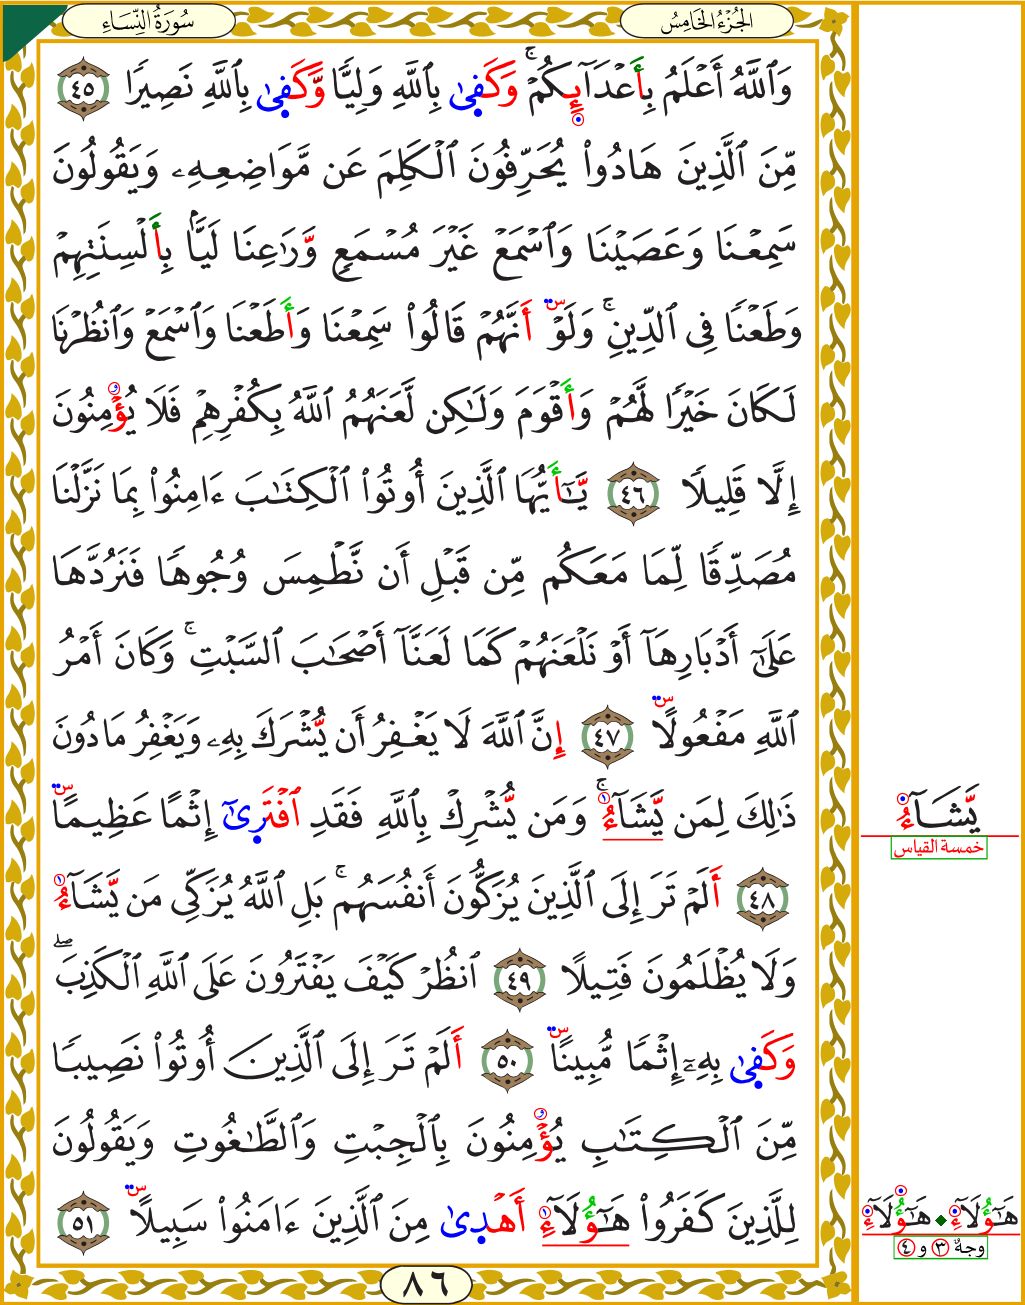 الجُزْءُ الخَامِسُ
سُورَةُ النِّسَاءِ
وَٱللَّهُ أَعْلَمُ بِأَعْدَآئِكُمْۚ وَكَفَىٰ بِٱللَّهِ وَلِيًّا وَكَفَىٰ بِٱللَّهِ نَصِيرًا ٤٥
مِّنَ ٱلَّذِينَ هَادُوا۟ يُحَرِّفُونَ ٱلْكَلِمَ عَن مَّوَاضِعِهِۦ وَيَقُولُونَ
سَمِعْنَا وَعَصَيْنَا وَٱسْمَعْ غَيْرَ مُسْمَعٍ وَّرَٰعِنَا لَيًّۢا بِأَلْسِنَتِهِمْ
وَطَعْنًا فِى ٱلدِّينِۚ وَلَوْ أَنَّهُمْ قَالُوا۟ سَمِعْنَا وَأَطَعْنَا وَٱسْمَعْ وَٱنظُرْنَا
لَكَانَ خَيْرًا لَّهُمْ وَأَقْوَمَ وَلَـٰكِن لَّعَنَهُمُ ٱللَّهُ بِكُفْرِهِمْ فَلَا يُؤْمِنُونَ
إِلَّا قَلِيلًا ٤٦ يَـٰٓأَيُّهَا ٱلَّذِينَ أُوتُوا۟ ٱلْكِتَـٰبَ ءَامِنُوا۟ بِمَا نَزَّلْنَا
مُصَدِّقًا لِّمَا مَعَكُم مِّن قَبْلِ أَن نَّطْمِسَ وُجُوهًا فَنَرُدَّهَا
عَلَىٰٓ أَدْبَارِهَآ أَوْ نَلْعَنَهُمْ كَمَا لَعَنَّآ أَصْحَـٰبَ ٱلسَّبْتِۚ وَكَانَ أَمْرُ
ٱللَّهِ مَفْعُولًا ٤٧ إِنَّ ٱللَّهَ لَا يَغْفِرُ أَن يُّشْرَكَ بِهِۦ وَيَغْفِرُ مَا دُونَ
ذَٰلِكَ لِمَن يَّشَآءُۚ وَمَن يُّشْرِكْ بِٱللَّهِ فَقَدِ ٱفْتَرَىٰٓ إِثْمًا عَظِيمًا
٤٨ أَلَمْ تَرَ إِلَى ٱلَّذِينَ يُزَكُّونَ أَنفُسَهُمۚ بَلِ ٱللَّهُ يُزَكِّى مَن يَّشَآءُ
وَلَا يُظْلَمُونَ فَتِيلًا ٤٩ ٱنظُرْ كَيْفَ يَفْتَرُونَ عَلَى ٱللَّهِ ٱلْكَذِبَۖ
وَكَفَىٰ بِهِۦٓ إِثْمًا مُّبِينًا ٥٠ أَلَمْ تَرَ إِلَى ٱلَّذِينَ أُوتُوا۟ نَصِيبًا
مِّنَ ٱلْكِتَـٰبِ يُؤْمِنُونَ بِٱلْجِبْتِ وَٱلطَّـٰغُوتِ وَيَقُولُونَ
لِلَّذِينَ كَفَرُوا۟ هَـٰٓؤُلَآءِ أَهْدَىٰ مِنَ ٱلَّذِينَ ءَامَنُوا۟ سَبِيلًا ٥١
٨٦
يَّشَآءُ
خمسة القياس
هَـٰٓؤُلَآءِ هَـٰٓؤُلَآءِ
وجهُ ٣ و ٤